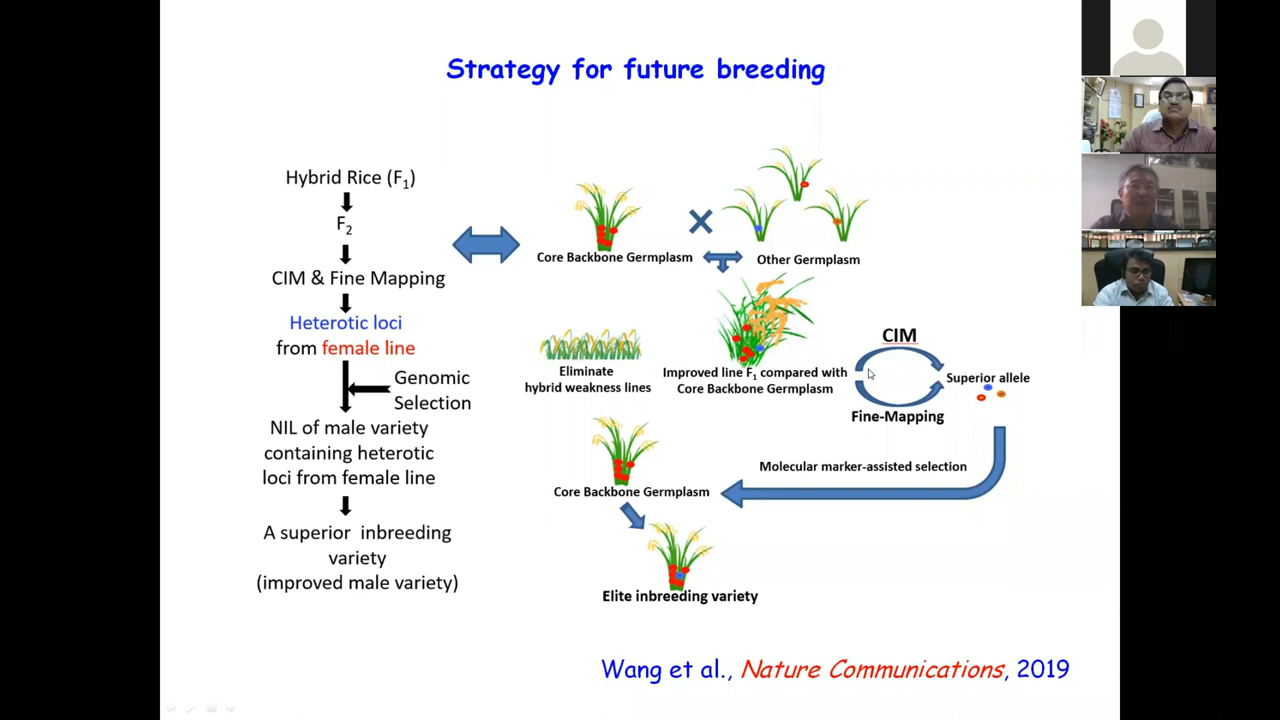 Strategy for future breeding
Hybrid Rice (F1)
F2
CIM & Fine Mapping
Heterotic loci
from female line
Genomic
Selection
NIL of male variety
containing heterotic
loci from female line
A superior inbreeding
variety
(improved male variety)
Core Backbone Germplasm
Other Germplasm
Eliminate
hybrid weakness lines
Improved line F1 compared with
Core Backbone Germplasm
CIM
Fine-Mapping
Superior allele
Molecular marker-assisted selection
Core Backbone Germplasm
Elite inbreeding variety
Wang et al., Nature Communications, 2019